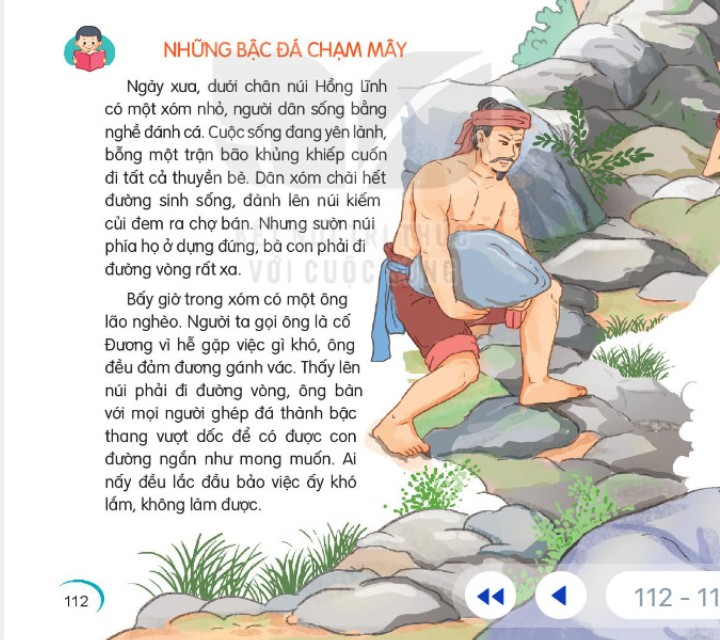 NHỮNG BẬC ĐÁ CHẠM MÂY
Ngày xưa, dưới chân núi Hồng Lĩnh
có một xóm nhỏ, người dân sống bằng
nghề đánh cá. Cuộc sống đang yên lành,
bỗng một trận bão khủng khiếp cuốn
đi tất cả thuyền bè. Dân xóm chài hết
đường sinh sống, đành lên núi kiếm
củi đem ra chợ bán. Nhưng sườn núi
phía họ ở dựng đứng, bà con phải đi
đường vòng rất xa.
Bấy giờ trong xóm có một ông
lão nghèo. Người ta gọi ông là cố
Đương vì hễ gặp việc gì khó, ông
đều đảm đương gánh vác. Thấy lên
núi phải đi đường vòng, ông bàn
với mọi người ghép đá thành bậc
thang vượt dốc để có được con
đường ngắn như mong muốn. Ai
nấy đều lắc đầu bảo việc ấy khó
lắm, không làm được.
KẾT NỐI TRI THỨC
VỚI CUỘC SỐNG
112
112 - 11